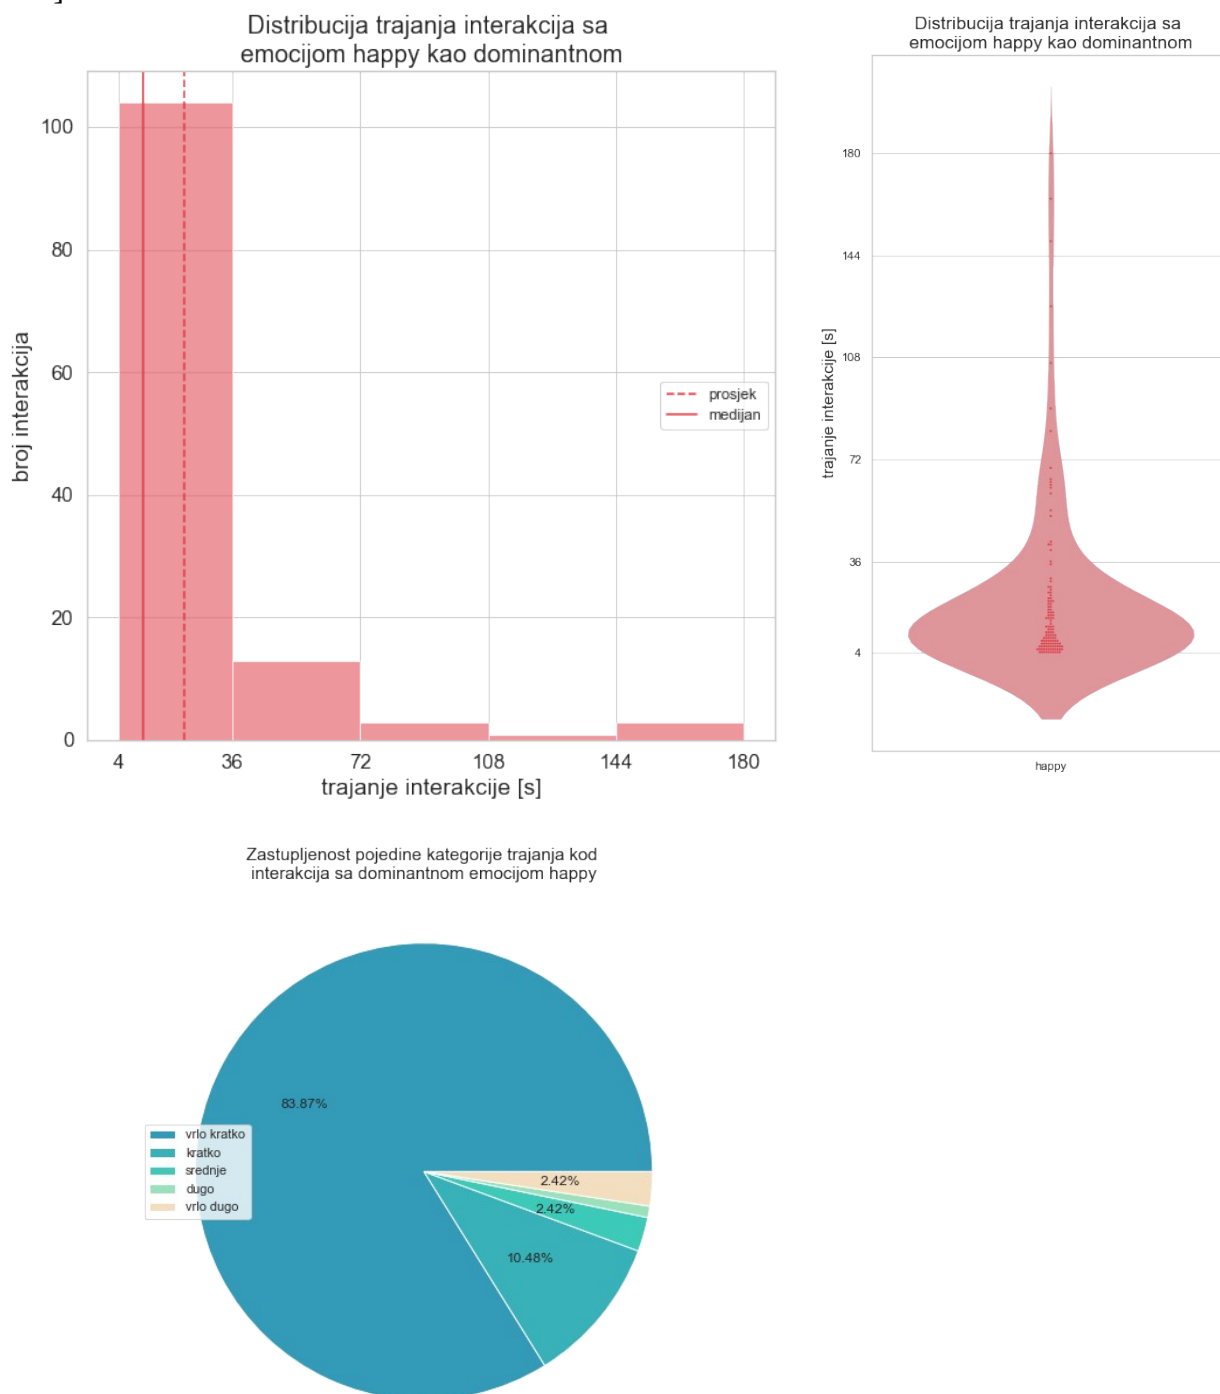 ]
Distribucija trajanja interakcija sa
emocijom happy kao dominantnom
100
80
60
40
20
0
broj interakcija
prosjek
medijan
4 36 72 108 144 180
trajanje interakcije [s]
Distribucija trajanja interakcija sa
emocijom happy kao dominantnom
180
144
108
72
36
4
trajanje interakcije [s]
happy
Zastupljenost pojedine kategorije trajanja kod
interakcija sa dominantnom emocijom happy
83.87%
vrlo kratko
kratko
srednje
dugo
vrlo dugo
2.42%
2.42%
10.48%